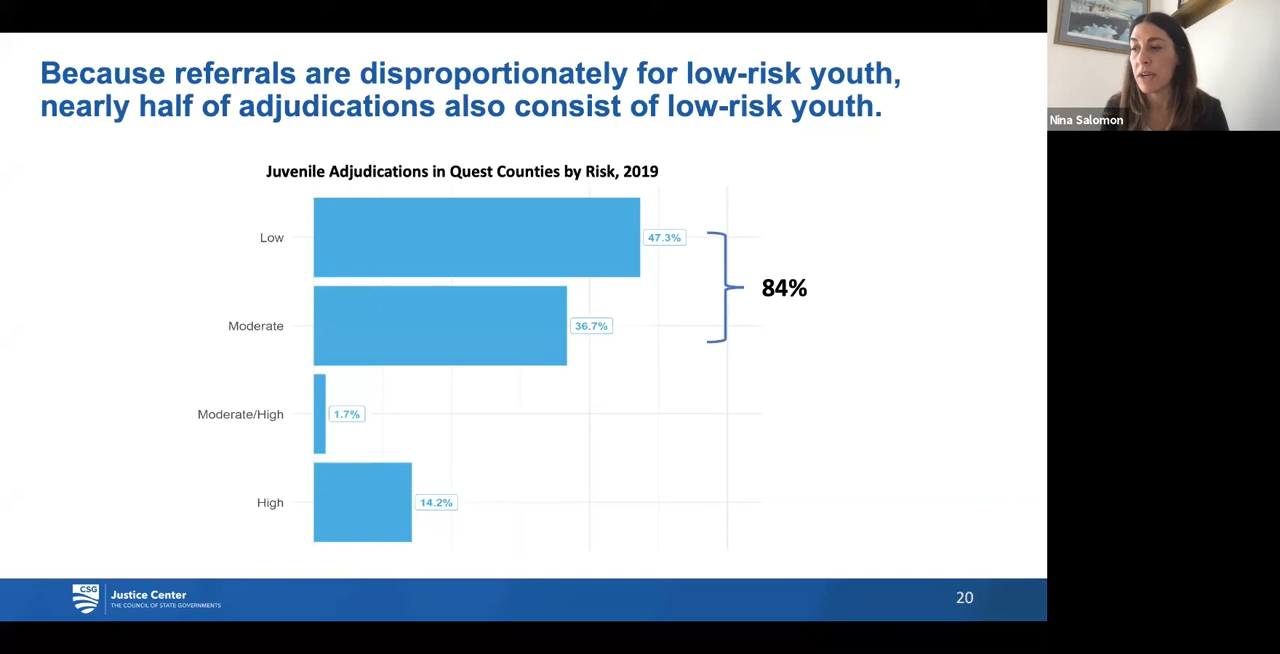 Because referrals are disproportionately for low-risk youth,
nearly half of adjudications also consist of low-risk youth.
Nina Salomon
Juvenile Adjudications in Quest Counties by Risk, 2019
Low
47.3%
84%
Moderate
36.7%
Moderate/High
1.7%
High
14.2%
CSG
Justice Center
THE COUNCIL OF STATE GOVERNMENTS
20